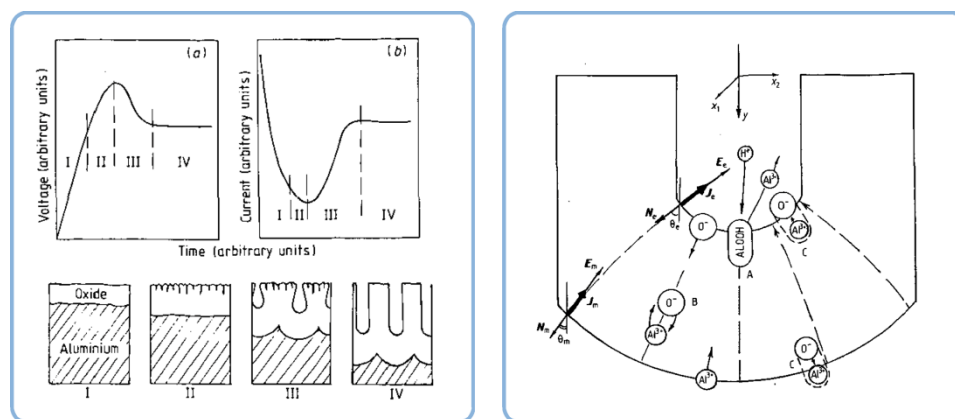 (a)
Voltage (arbitrary units)
I
II
III
IV
(b)
Current (arbitrary units)
I
II
III
IV
Time (arbitrary units)
Oxide
Aluminium
I
II
III
IV
x₁
x₂
y
H⁺
Al³⁺
Eₑ
Jₑ
Nₑ
θₑ
O⁻
O⁻
Al³⁺
C
ALOOH
A
Eₘ
Jₘ
Nₘ
θₘ
O⁻
B
Al³⁺
Al³⁺
O⁻
C
Al³⁺